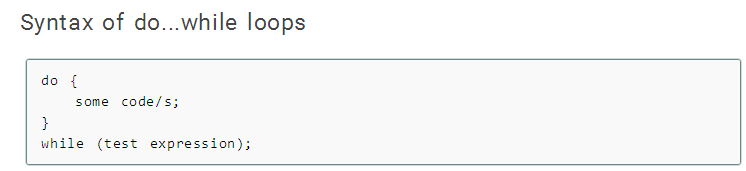 Syntax of do...while loops
do {
    some code/s;
}
while (test expression);